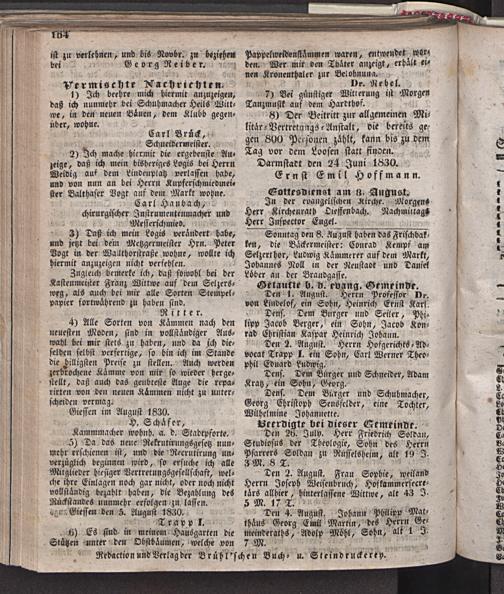 164
ist zu versehnen, und bis Novbr. zu beziehen
bei Georg Reiber.
Vermischte Nachrichten.
1) Ich beehre mich hiermit anzuzeigen,
daß ich nunmehr bei Schuhmacher Heils Witt-
we, in den neuen Bänen, dem Klubb gegen-
über, wohne.
Carl Brück,
Schneidermeister.
2) Ich mache hiermit die ergebenste An-
zeige, daß ich mein bisheriges Logis bei Herrn
Weidig auf dem Lindenplatz verlassen habe,
und von nun an bei Herrn Kupferschmiedmei-
ster Balthaser Vogt auf dem Markt wohne.
Carl Haubach,
chirurgischer Instrumentenmacher und
Messerschmied.
3) Daß ich mein Logis verändert habe,
und jetzt bei dem Metzgermeister Hrn. Peter
Vogt in der Wallthorstraße wohne, wollte ich
hiermit anzuzeigen nicht verfehlen.
Zugleich bemerke ich, daß sowohl bei der
Kastenmeister Franz Wittwe auf dem Selzers-
weg, als auch bei mir alle Sorten Stempel-
papier fortwährend zu haben sind.
Ritter.
4) Alle Sorten von Kämmen nach den
neuesten Moden, sind in vollständiger Aus-
wahl bei mir stets zu haben, und da ich die-
selben selbst verfertige, so bin ich im Stande
die billigsten Preise zu stellen. Auch werden
zerbrochene Kämme von mir so wieder herge-
stellt, daß auch das geübteste Auge die repa-
rirten von den neuen Kämmen nicht zu unter-
scheiden vermag.
Giessen im August 1830.
H. Schäfer,
Kammmacher wohnh. a. d. Stadtpforte.
5) Da das neue Rekrutirungsgesetz nun-
mehr erschienen ist, und die Recrutirung un-
verzüglich beginnen wird, so ersuche ich alle
Mitglieder hiesiger Vertretungsgesellschaft, wel-
che ihre Einlagen noch gar nicht, oder noch nicht
vollständig bezahlt haben, die Bezahlung des
Rückstandes nunmehr erfolgen zu lassen.
Giessen den 5. August 1830.
Trapp I.
6) Es sind in meinem Hausgarten die
Stützen unter den Obstbäumen, welche von
Pappelweidenstämmen waren, entwendet wor-
den. Wer mir den Thäter anzeigt, erhält ei-
nen Kronenthaler zur Belohnung.
Dr. Nebel.
7) Bei günstiger Witterung ist Morgen
Tanzmusik auf dem Hardthof.
8) Der Beitritt zur allgemeinen Mi-
litär-Vertretungs-Anstalt, die bereits ge-
gen 800 Personen zählt, kann bis zu dem
Tag vor dem Loosen statt finden.
Darmstadt den 24 Juni 1830.
Ernst Emil Hoffmann.
Gottesdienst am 8. August.
In der evangelischen Kirche. Morgens
Herr Kirchenrath Dieffenbach. Nachmittags
Herr Inspector Engel.
Sonntag den 8. August haben das Frischbak-
ken, die Bäckermeister: Conrad Kempf am
Selzerthor, Ludwig Kämmerer auf dem Markt,
Johannes Noll in der Neustadt und Daniel
Löber an der Brandgasse.
Getaufte b. d. evang. Gemeinde.
Den 1. August. Herrn Professor Dr.
von Lindelof, ein Sohn, Heinrich Ernst Karl.
Dens. Dem Bürger und Seiler, Phi-
lipp Jacob Berger, ein Sohn, Jacob Kon-
rad Christian Kaspar Heinrich Johann.
Den 2. August. Herrn Hofgerichts-Ad-
vocat Trapp I. ein Sohn, Carl Werner Theo-
phil Eduard Ludwig.
Dens. Dem Bürger und Schneider, Adam
Kratz, ein Sohn, Georg.
Dens. Dem Bürger und Schuhmacher,
Georg Christoph Sensfelder, eine Tochter,
Wilhelmine Johannette.
Beerdigte bei dieser Gemeinde.
Den 26. July. Herr Friedrich Soldan,
Studiosus der Theologie, Sohn des Herrn
Pfarrers Soldan zu Rüsselsheim, alt 19 J.
3 M. 8 T.
Den 2. August. Frau Sophie, weiland
Herrn Joseph Weisenbruch, Hofkammersecre-
tärs allhier, hinterlassene Wittwe, alt 43 J.
5 M. 17 T.
Den 4. August. Johann Philipp Mat-
thäus Georg Emil Martin, des Herrn Ge-
meinderaths, Adolp Möhl, Sohn, alt 1 J.
7 M.
Redaction und Verlag der Brühl'schen Buch- u. Steindruckerey.